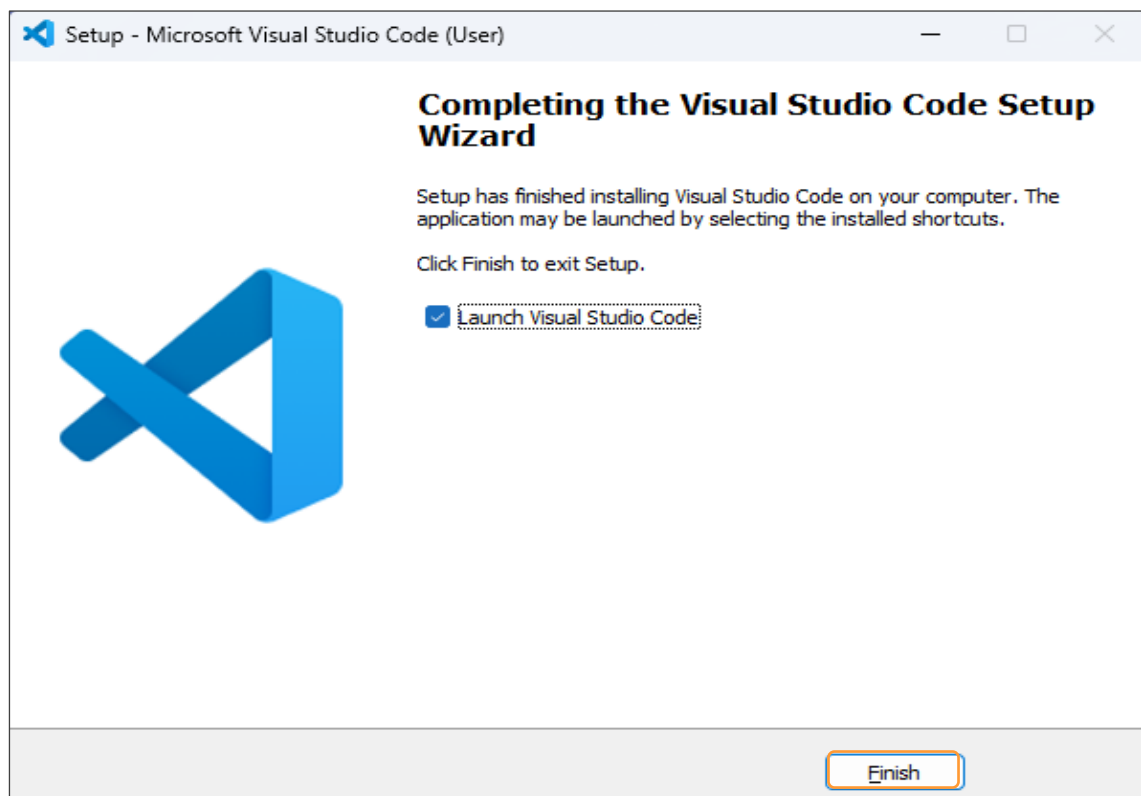 Setup - Microsoft Visual Studio Code (User)
Completing the Visual Studio Code Setup
Wizard
Setup has finished installing Visual Studio Code on your computer. The
application may be launched by selecting the installed shortcuts.
Click Finish to exit Setup.
Launch Visual Studio Code
Finish